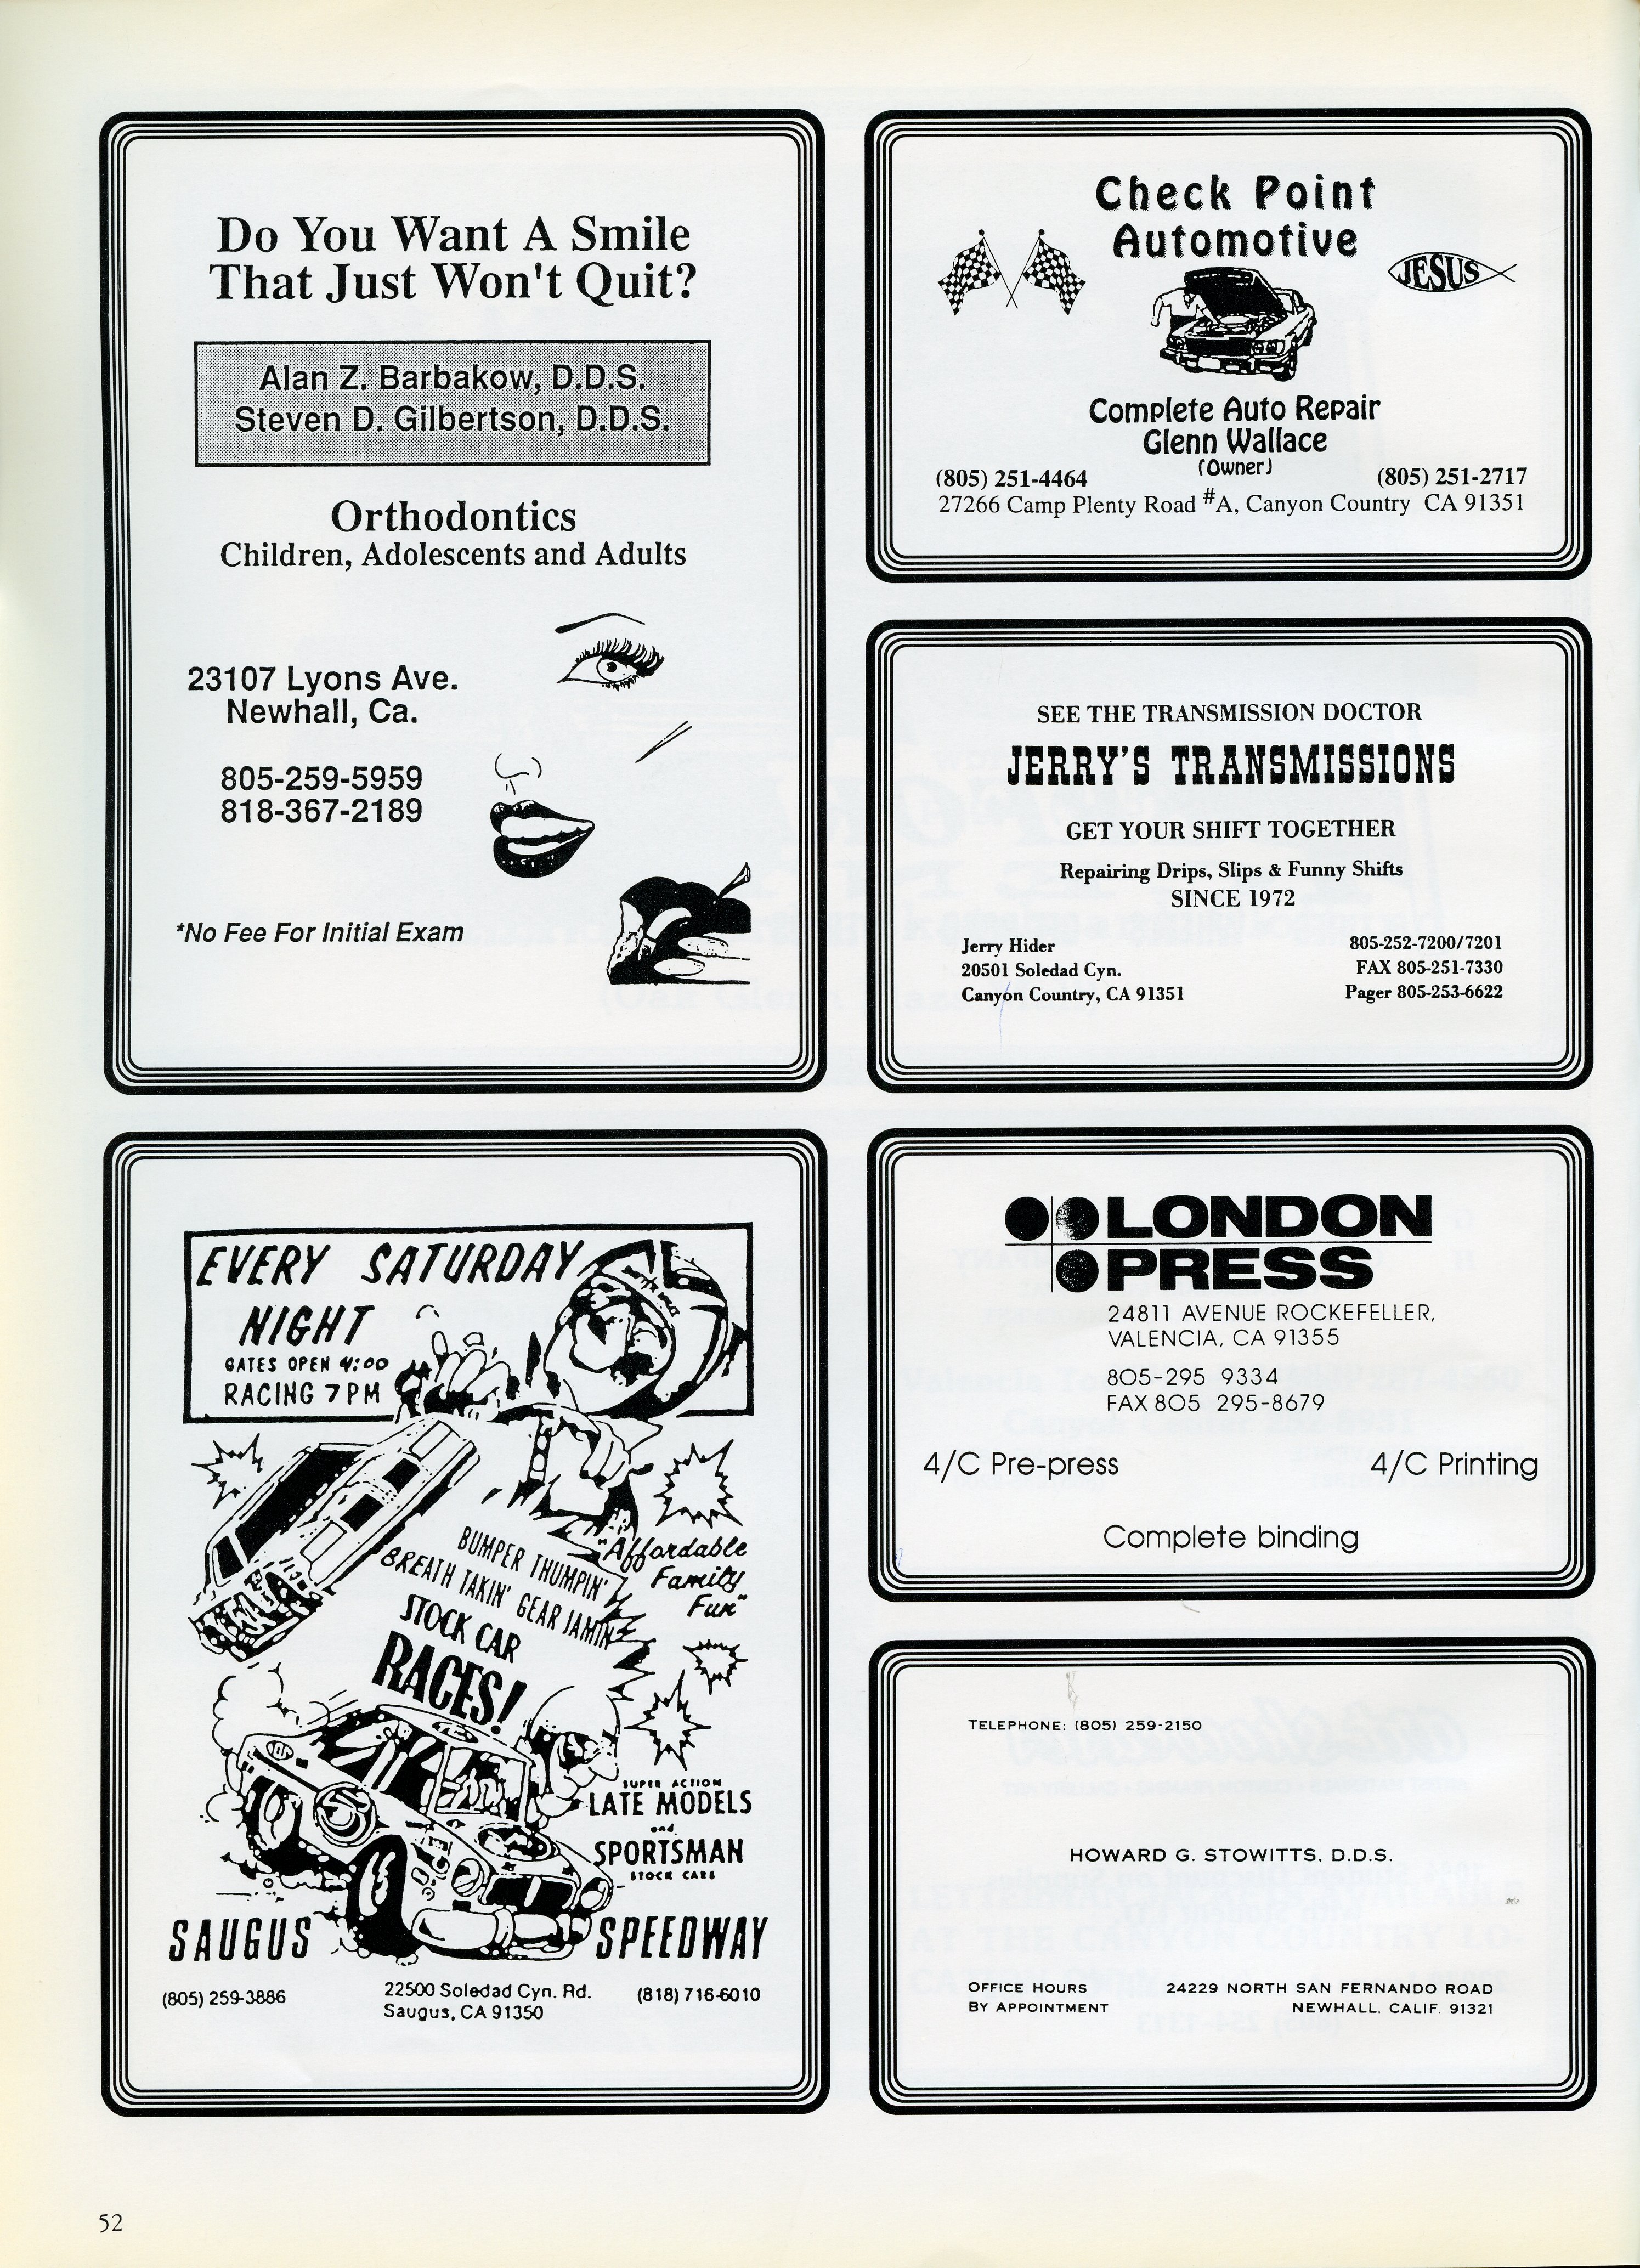 Do You Want A Smile
That Just Won't Quit?
Alan Z. Barbakow, D.D.S.
Steven D. Gilbertson, D.D.S.
Orthodontics
Children, Adolescents and Adults
23107 Lyons Ave.
Newhall, Ca.
805-259-5959
818-367-2189
*No Fee For Initial Exam
EVERY SATURDAY
NIGHT
GATES OPEN 4:00
RACING 7PM
BUMPER THUMPIN'
BREATH TAKIN' GEAR JAMIN'
STOCK CAR
RACES!
"Affordable
Family
Fun"
SUPER ACTION
LATE MODELS
and
SPORTSMAN
STOCK CARS
SAUGUS SPEEDWAY
(805) 259-3886
22500 Soledad Cyn. Rd.
Saugus, CA 91350
(818) 716-6010
Check Point
Automotive
JESUS
Complete Auto Repair
Glenn Wallace
(Owner)
(805) 251-4464 (805) 251-2717
27266 Camp Plenty Road #A, Canyon Country CA 91351
SEE THE TRANSMISSION DOCTOR
JERRY'S TRANSMISSIONS
GET YOUR SHIFT TOGETHER
Repairing Drips, Slips & Funny Shifts
SINCE 1972
Jerry Hider
20501 Soledad Cyn.
Canyon Country, CA 91351
805-252-7200/7201
FAX 805-251-7330
Pager 805-253-6622
LONDON
PRESS
24811 AVENUE ROCKEFELLER,
VALENCIA, CA 91355
805-295 9334
FAX 805 295-8679
4/C Pre-press 4/C Printing
Complete binding
TELEPHONE: (805) 259-2150
HOWARD G. STOWITTS, D.D.S.
OFFICE HOURS
BY APPOINTMENT
24229 NORTH SAN FERNANDO ROAD
NEWHALL. CALIF. 91321
52